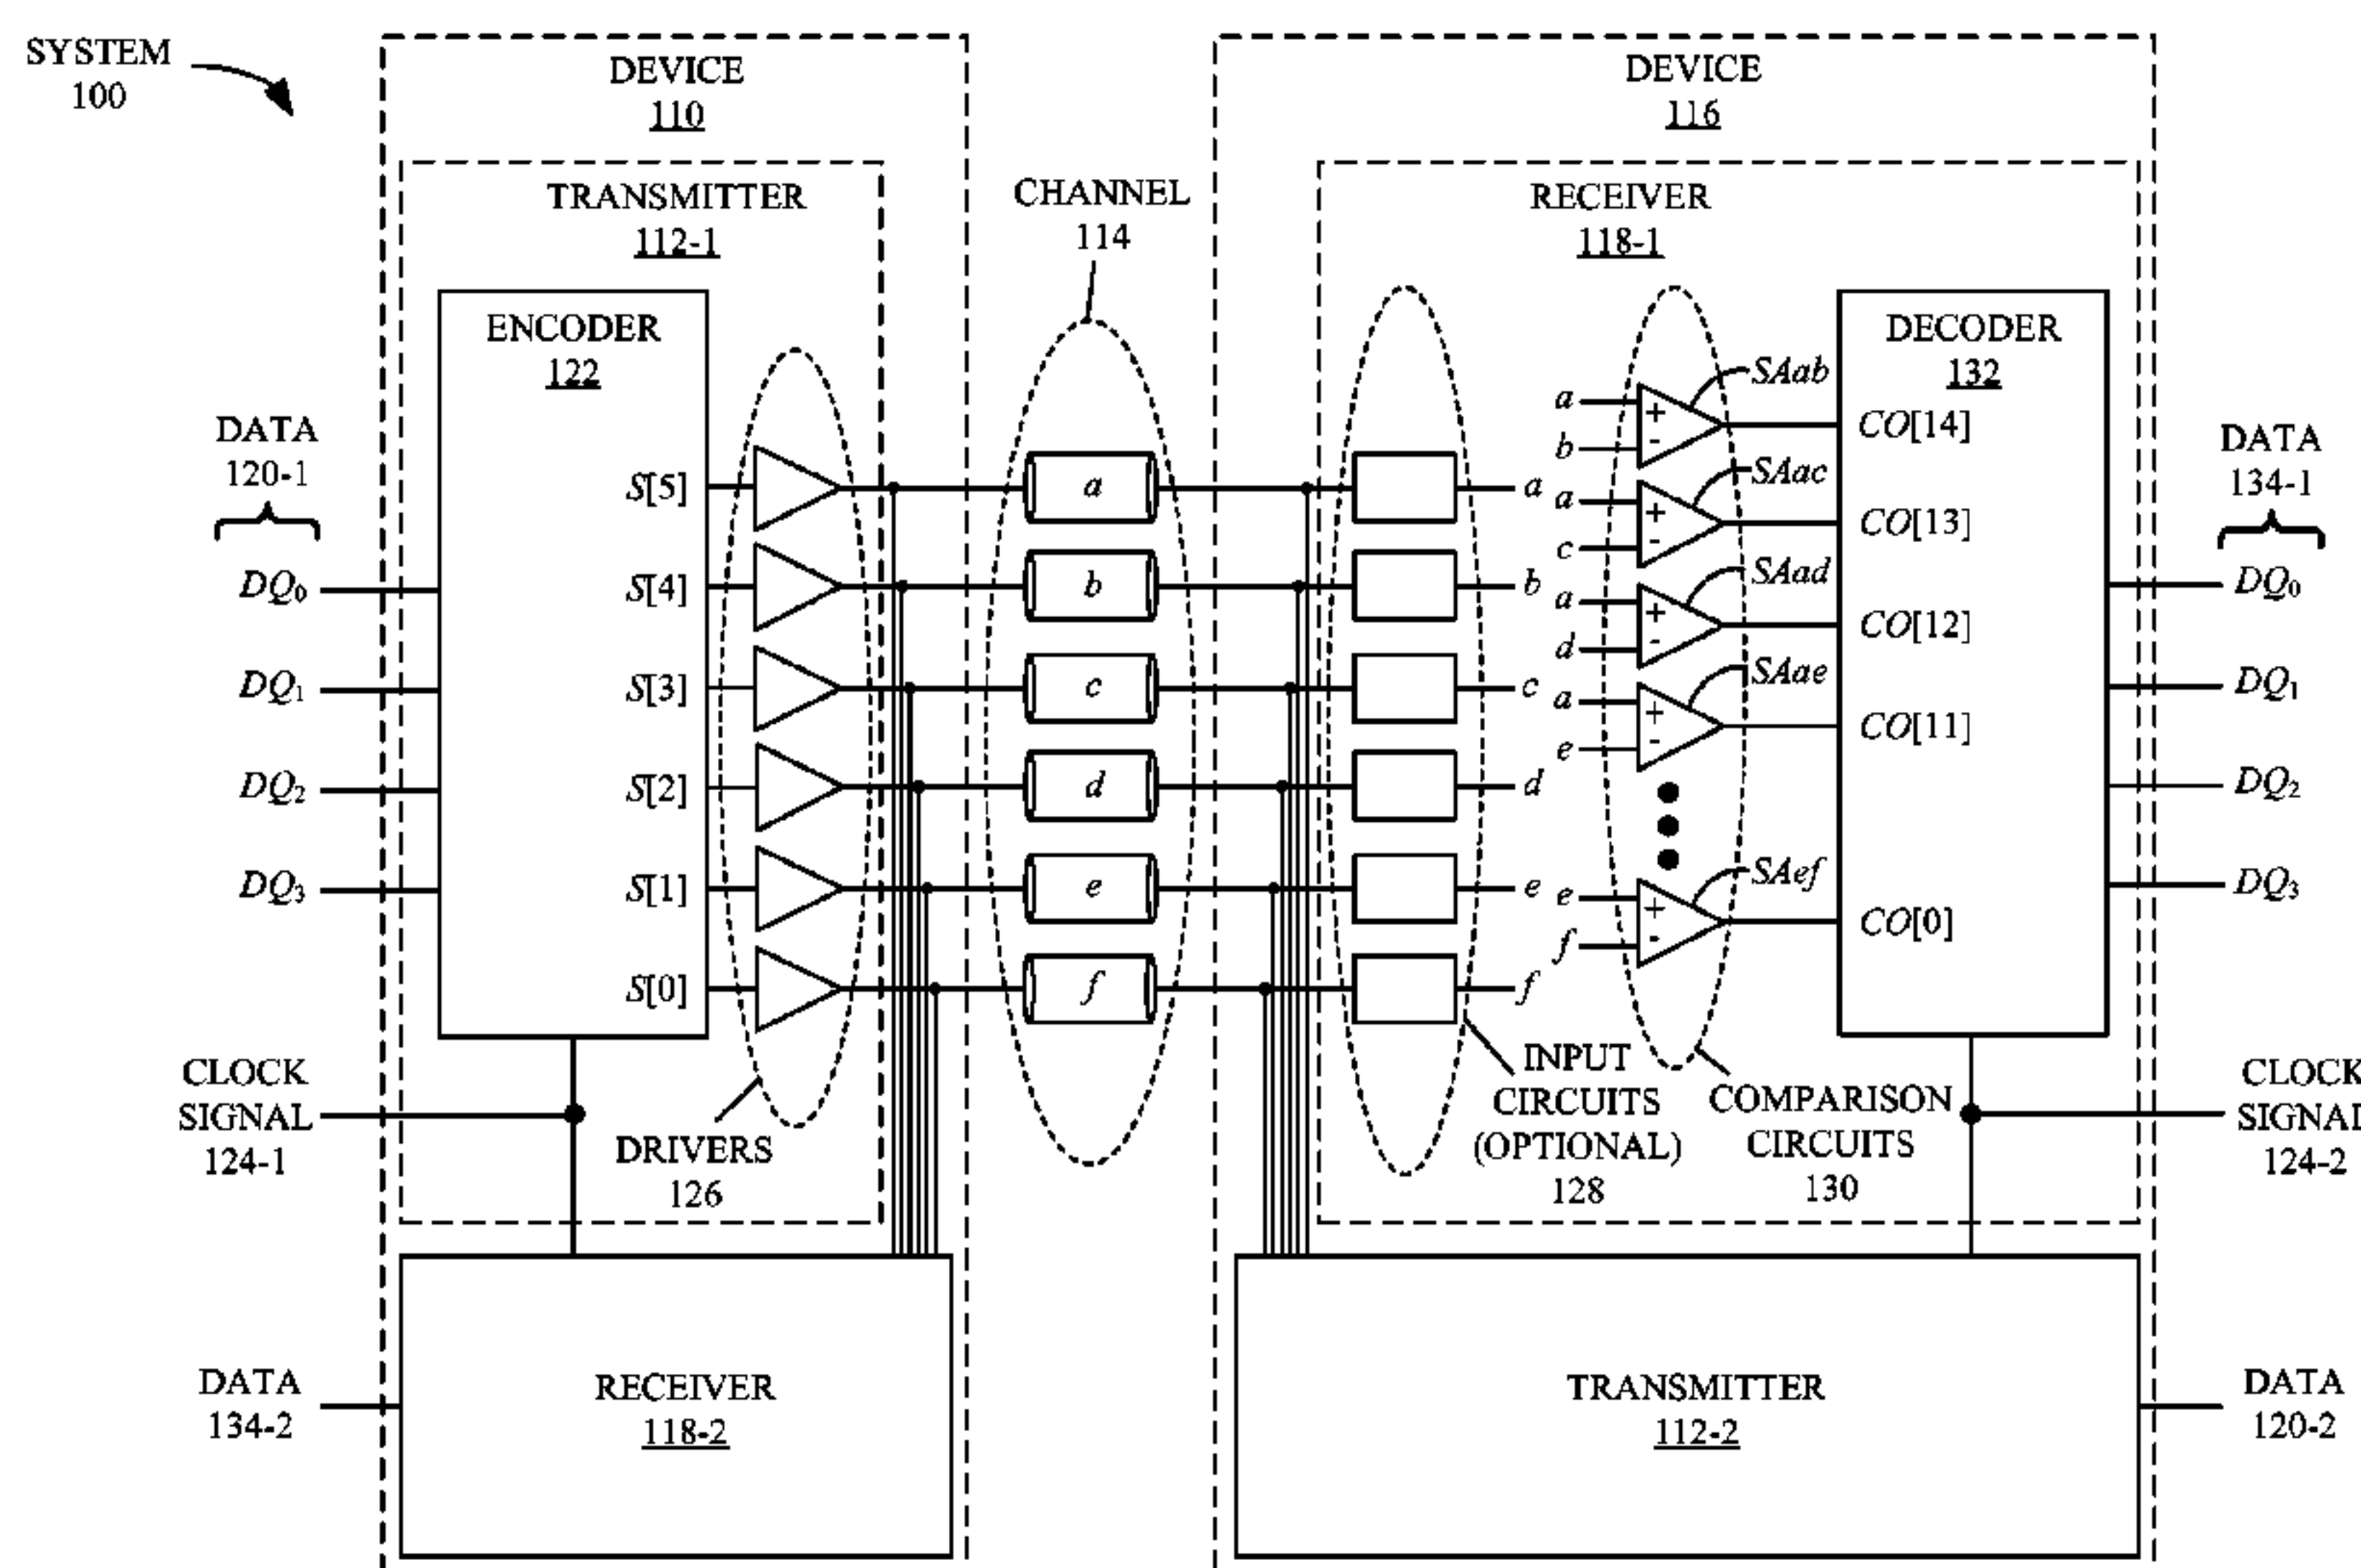 SYSTEM
100
DEVICE
110
DEVICE
116
TRANSMITTER
112-1
CHANNEL
114
RECEIVER
118-1
ENCODER
122
DECODER
132
DATA
120-1
DQ0
DQ1
DQ2
DQ3
S[5]
S[4]
S[3]
S[2]
S[1]
S[0]
a
b
c
d
e
f
a
b
c
d
e
f
a
b
SAab
CO[14]
a
c
SAac
CO[13]
a
d
SAad
CO[12]
a
e
SAae
CO[11]
e
f
SAef
CO[0]
+
-
+
-
+
-
+
-
+
-
DATA
134-1
DQ0
DQ1
DQ2
DQ3
CLOCK
SIGNAL
124-1
DRIVERS
126
INPUT
CIRCUITS
(OPTIONAL)
128
COMPARISON
CIRCUITS
130
CLOCK
SIGNAL
124-2
DATA
134-2
RECEIVER
118-2
TRANSMITTER
112-2
DATA
120-2